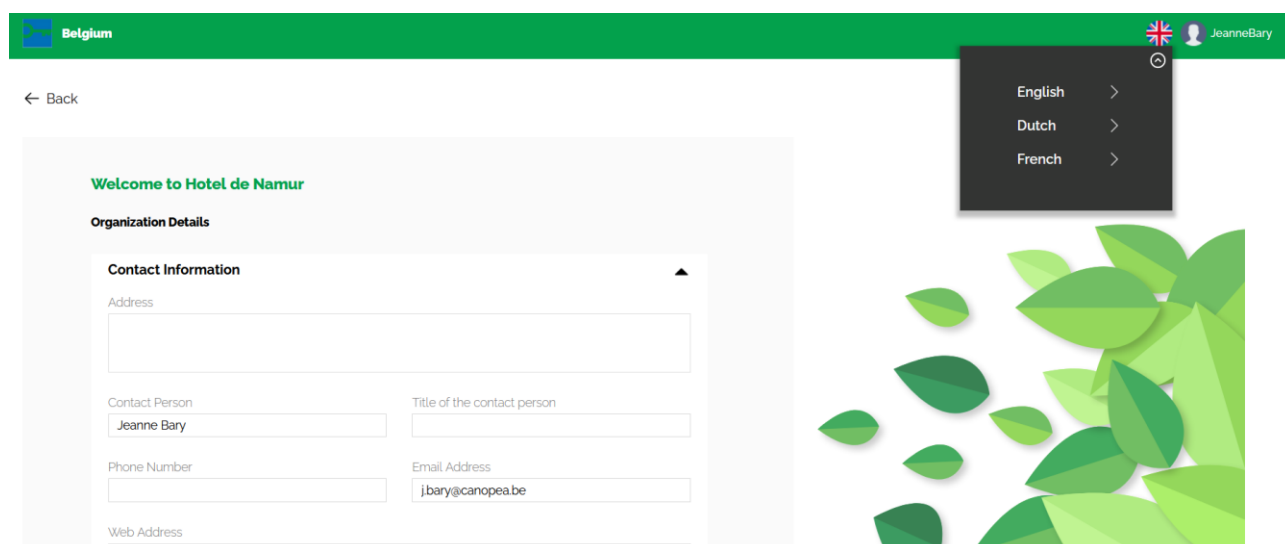 Belgium
JeanneBary
English
Dutch
French
← Back
Welcome to Hotel de Namur
Organization Details
Contact Information
Address
Contact Person
Title of the contact person
Jeanne Bary
Phone Number
Email Address
j.bary@canopea.be
Web Address